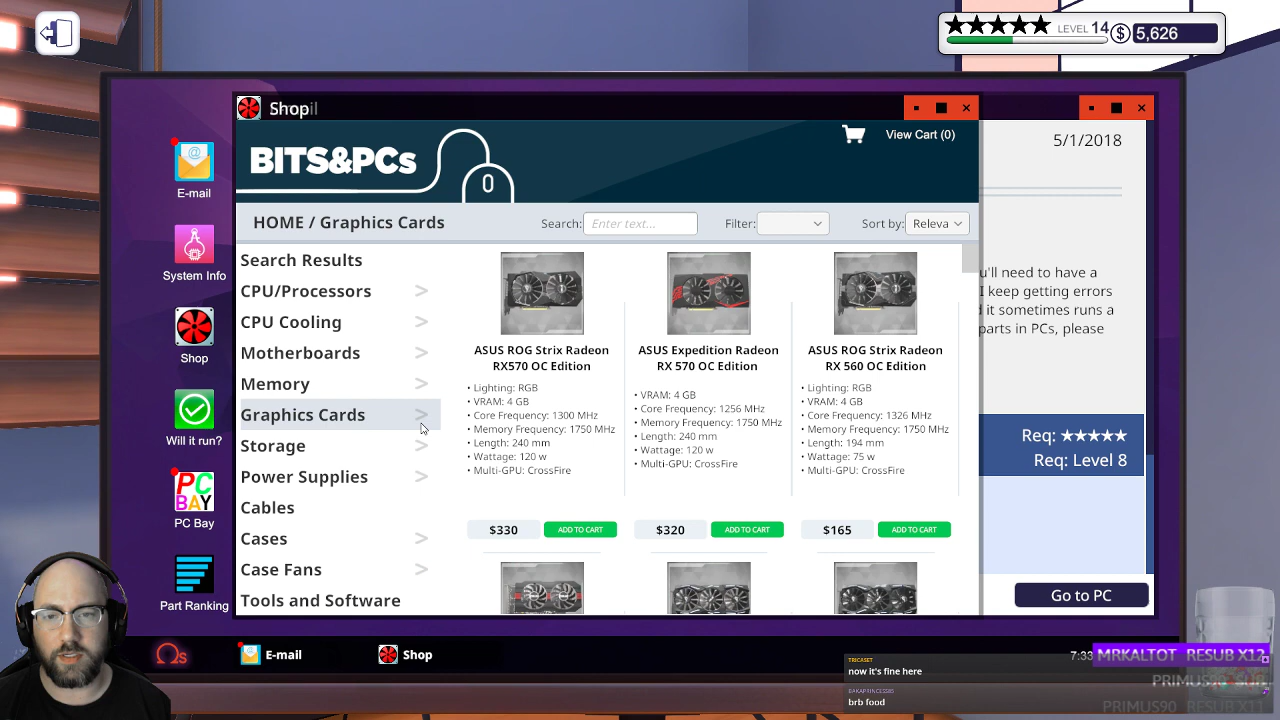 LEVEL 14
$ 5,626
Shop
BITS&PCs
View Cart (0)
5/1/2018
HOME / Graphics Cards
Search: Enter text...
Filter:
Sort by: Releva
Search Results
CPU/Processors >
CPU Cooling >
Motherboards >
Memory >
Graphics Cards >
Storage >
Power Supplies >
Cables
Cases >
Case Fans >
Tools and Software
ASUS ROG Strix Radeon
RX570 OC Edition
• Lighting: RGB
• VRAM: 4 GB
• Core Frequency: 1300 MHz
• Memory Frequency: 1750 MHz
• Length: 240 mm
• Wattage: 120 w
• Multi-GPU: CrossFire
$330 ADD TO CART
ASUS Expedition Radeon
RX 570 OC Edition
• VRAM: 4 GB
• Core Frequency: 1256 MHz
• Memory Frequency: 1750 MHz
• Length: 240 mm
• Wattage: 120 w
• Multi-GPU: CrossFire
$320 ADD TO CART
ASUS ROG Strix Radeon
RX 560 OC Edition
• Lighting: RGB
• VRAM: 4 GB
• Core Frequency: 1326 MHz
• Memory Frequency: 1750 MHz
• Length: 194 mm
• Wattage: 75 w
• Multi-GPU: CrossFire
$165 ADD TO CART
u'll need to have a
I keep getting errors
d it sometimes runs a
parts in PCs, please
Req: ★★★★★
Req: Level 8
Go to PC
E-mail
System Info
Shop
Will it run?
PC
BAY
PC Bay
Part Ranking
E-mail
Shop
7:33
MRKALTOT RESUB X12
PRIMUS90 SUB
PRIMUS90 RESUB X11
TRICASET
now it's fine here
BAKAPRINCESS85
brb food